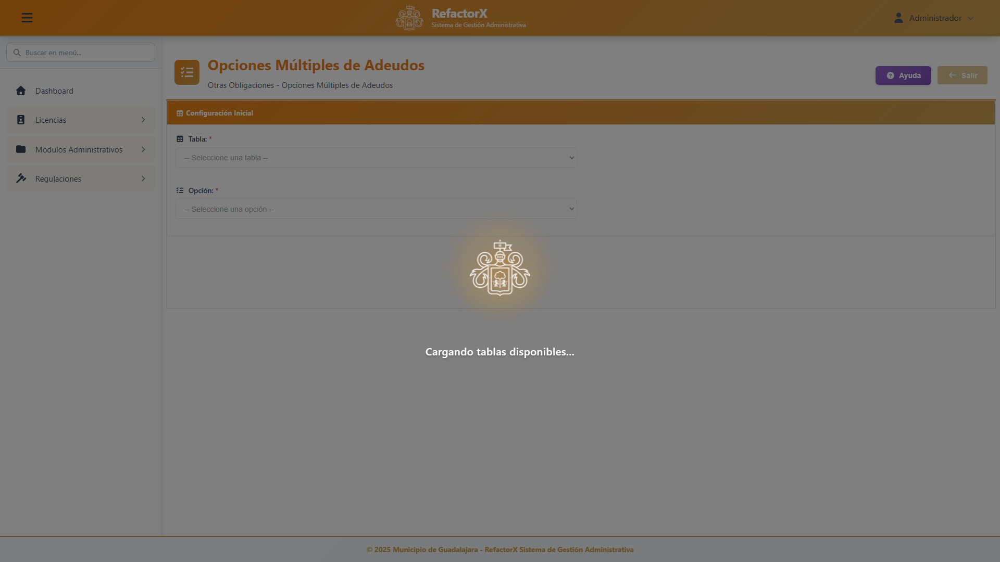 RefactorX
Sistema de Gestión Administrativa
Administrador
Buscar en menú...
Dashboard
Licencias
Módulos Administrativos
Regulaciones
Opciones Múltiples de Adeudos
Otras Obligaciones - Opciones Múltiples de Adeudos
Ayuda
Salir
Configuración Inicial
Tabla: *
-- Seleccione una tabla --
Opción: *
-- Seleccione una opción --
Cargando tablas disponibles...
© 2025 Municipio de Guadalajara - RefactorX Sistema de Gestión Administrativa